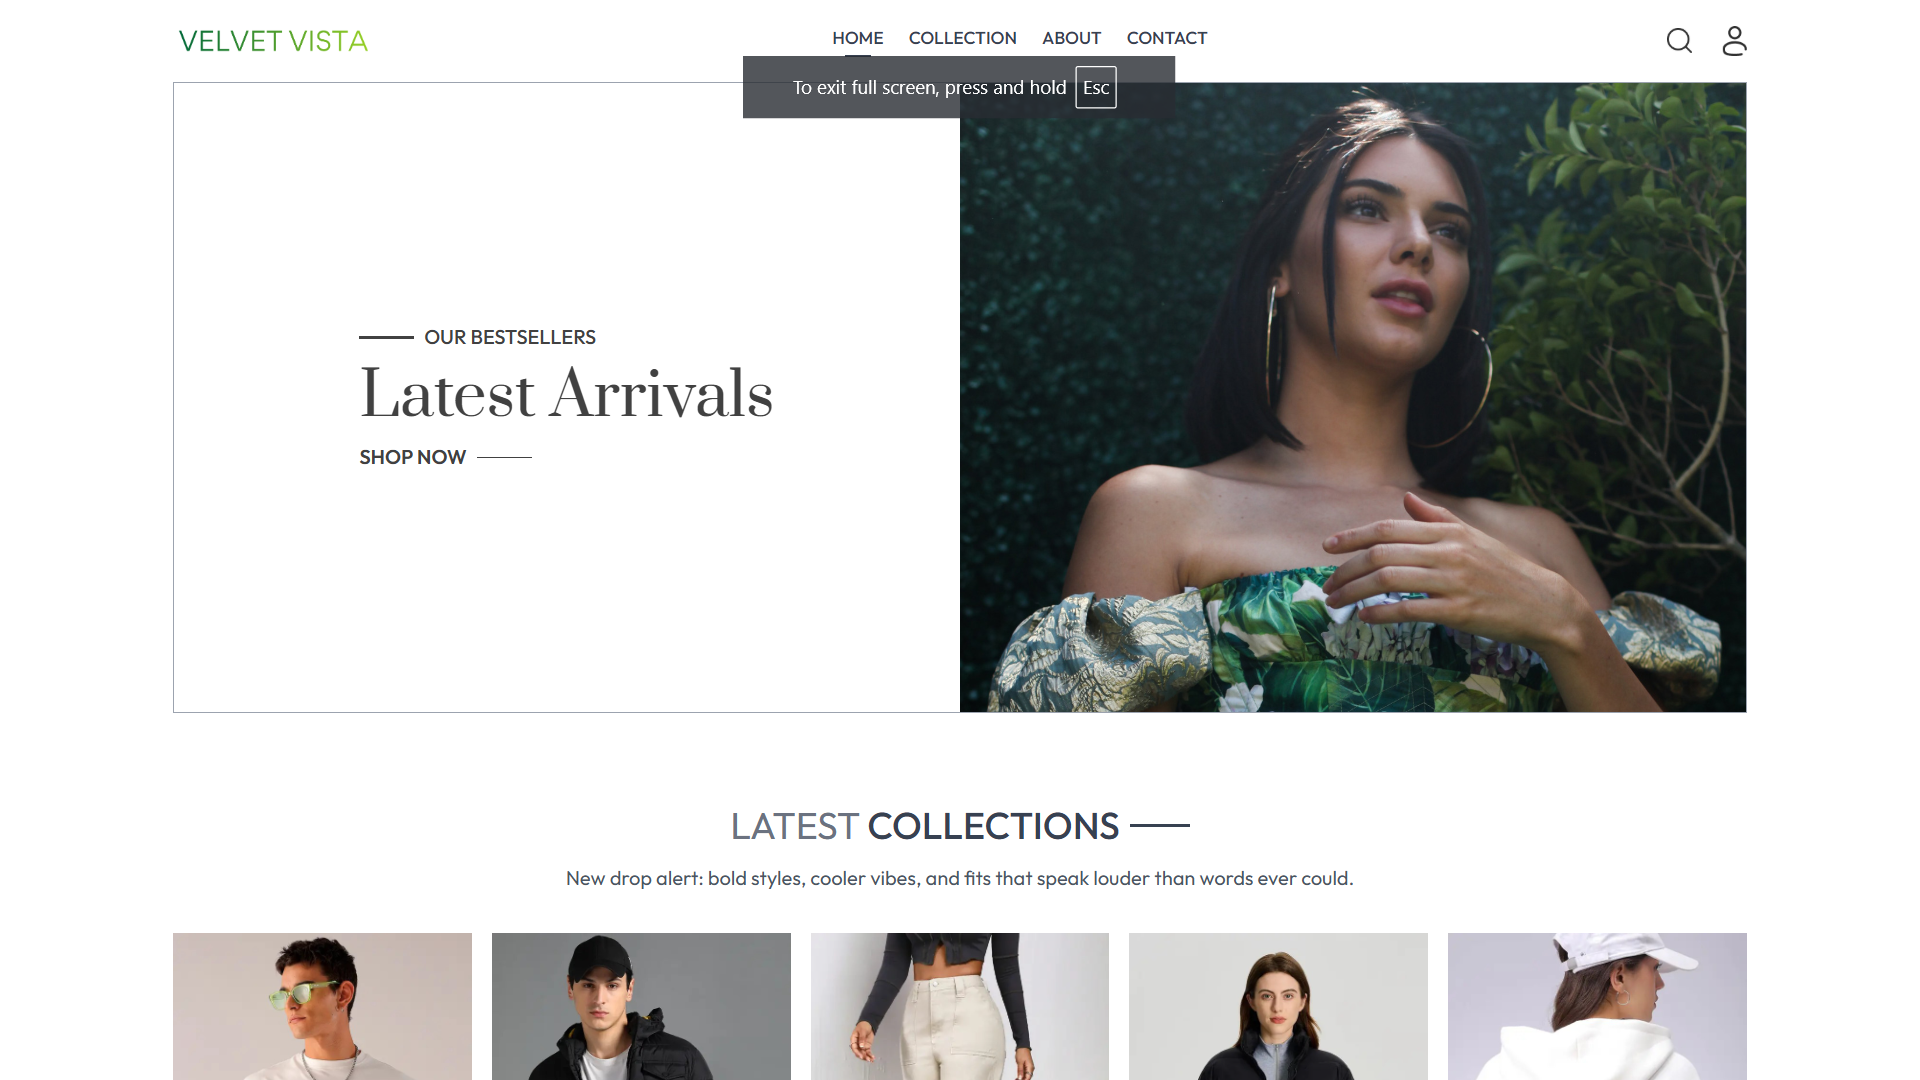 VELVET VISTA
HOME COLLECTION ABOUT CONTACT
To exit full screen, press and hold Esc
OUR BESTSELLERS
Latest Arrivals
SHOP NOW
LATEST COLLECTIONS
New drop alert: bold styles, cooler vibes, and fits that speak louder than words ever could.